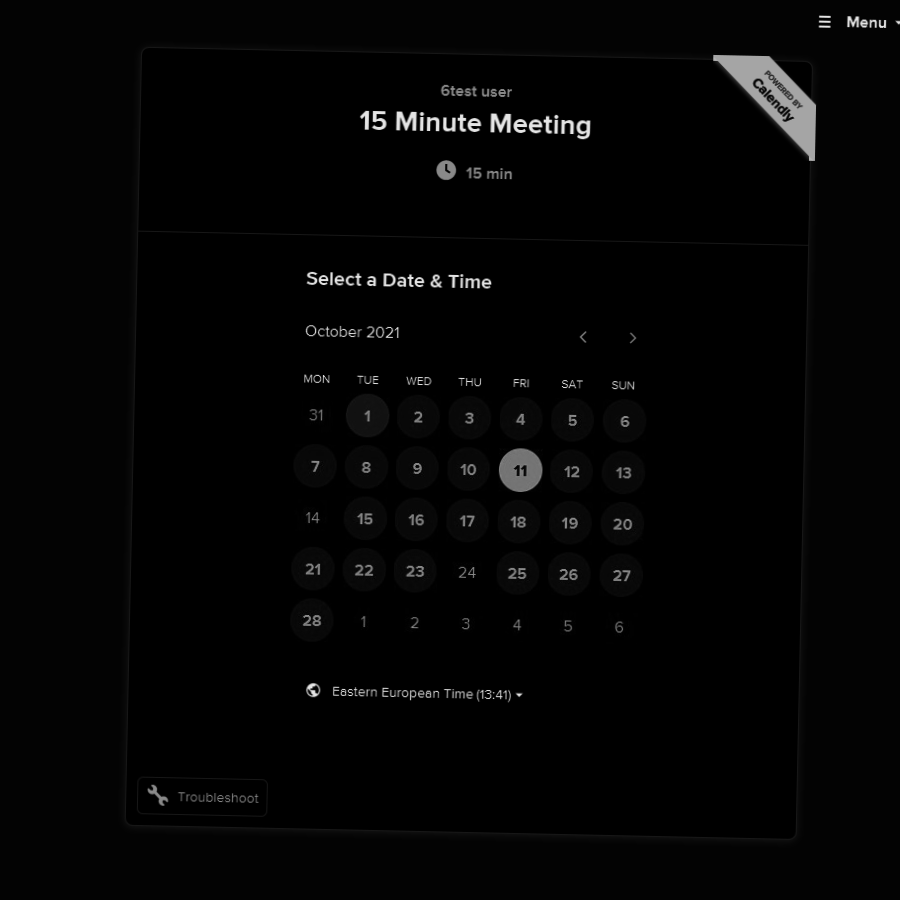 ☰ Menu
POWERED BY
Calendly
6test user
15 Minute Meeting
15 min
Select a Date & Time
October 2021
MON TUE WED THU FRI SAT SUN
31 1 2 3 4 5 6
7 8 9 10 11 12 13
14 15 16 17 18 19 20
21 22 23 24 25 26 27
28 1 2 3 4 5 6
Eastern European Time (13:41)
Troubleshoot